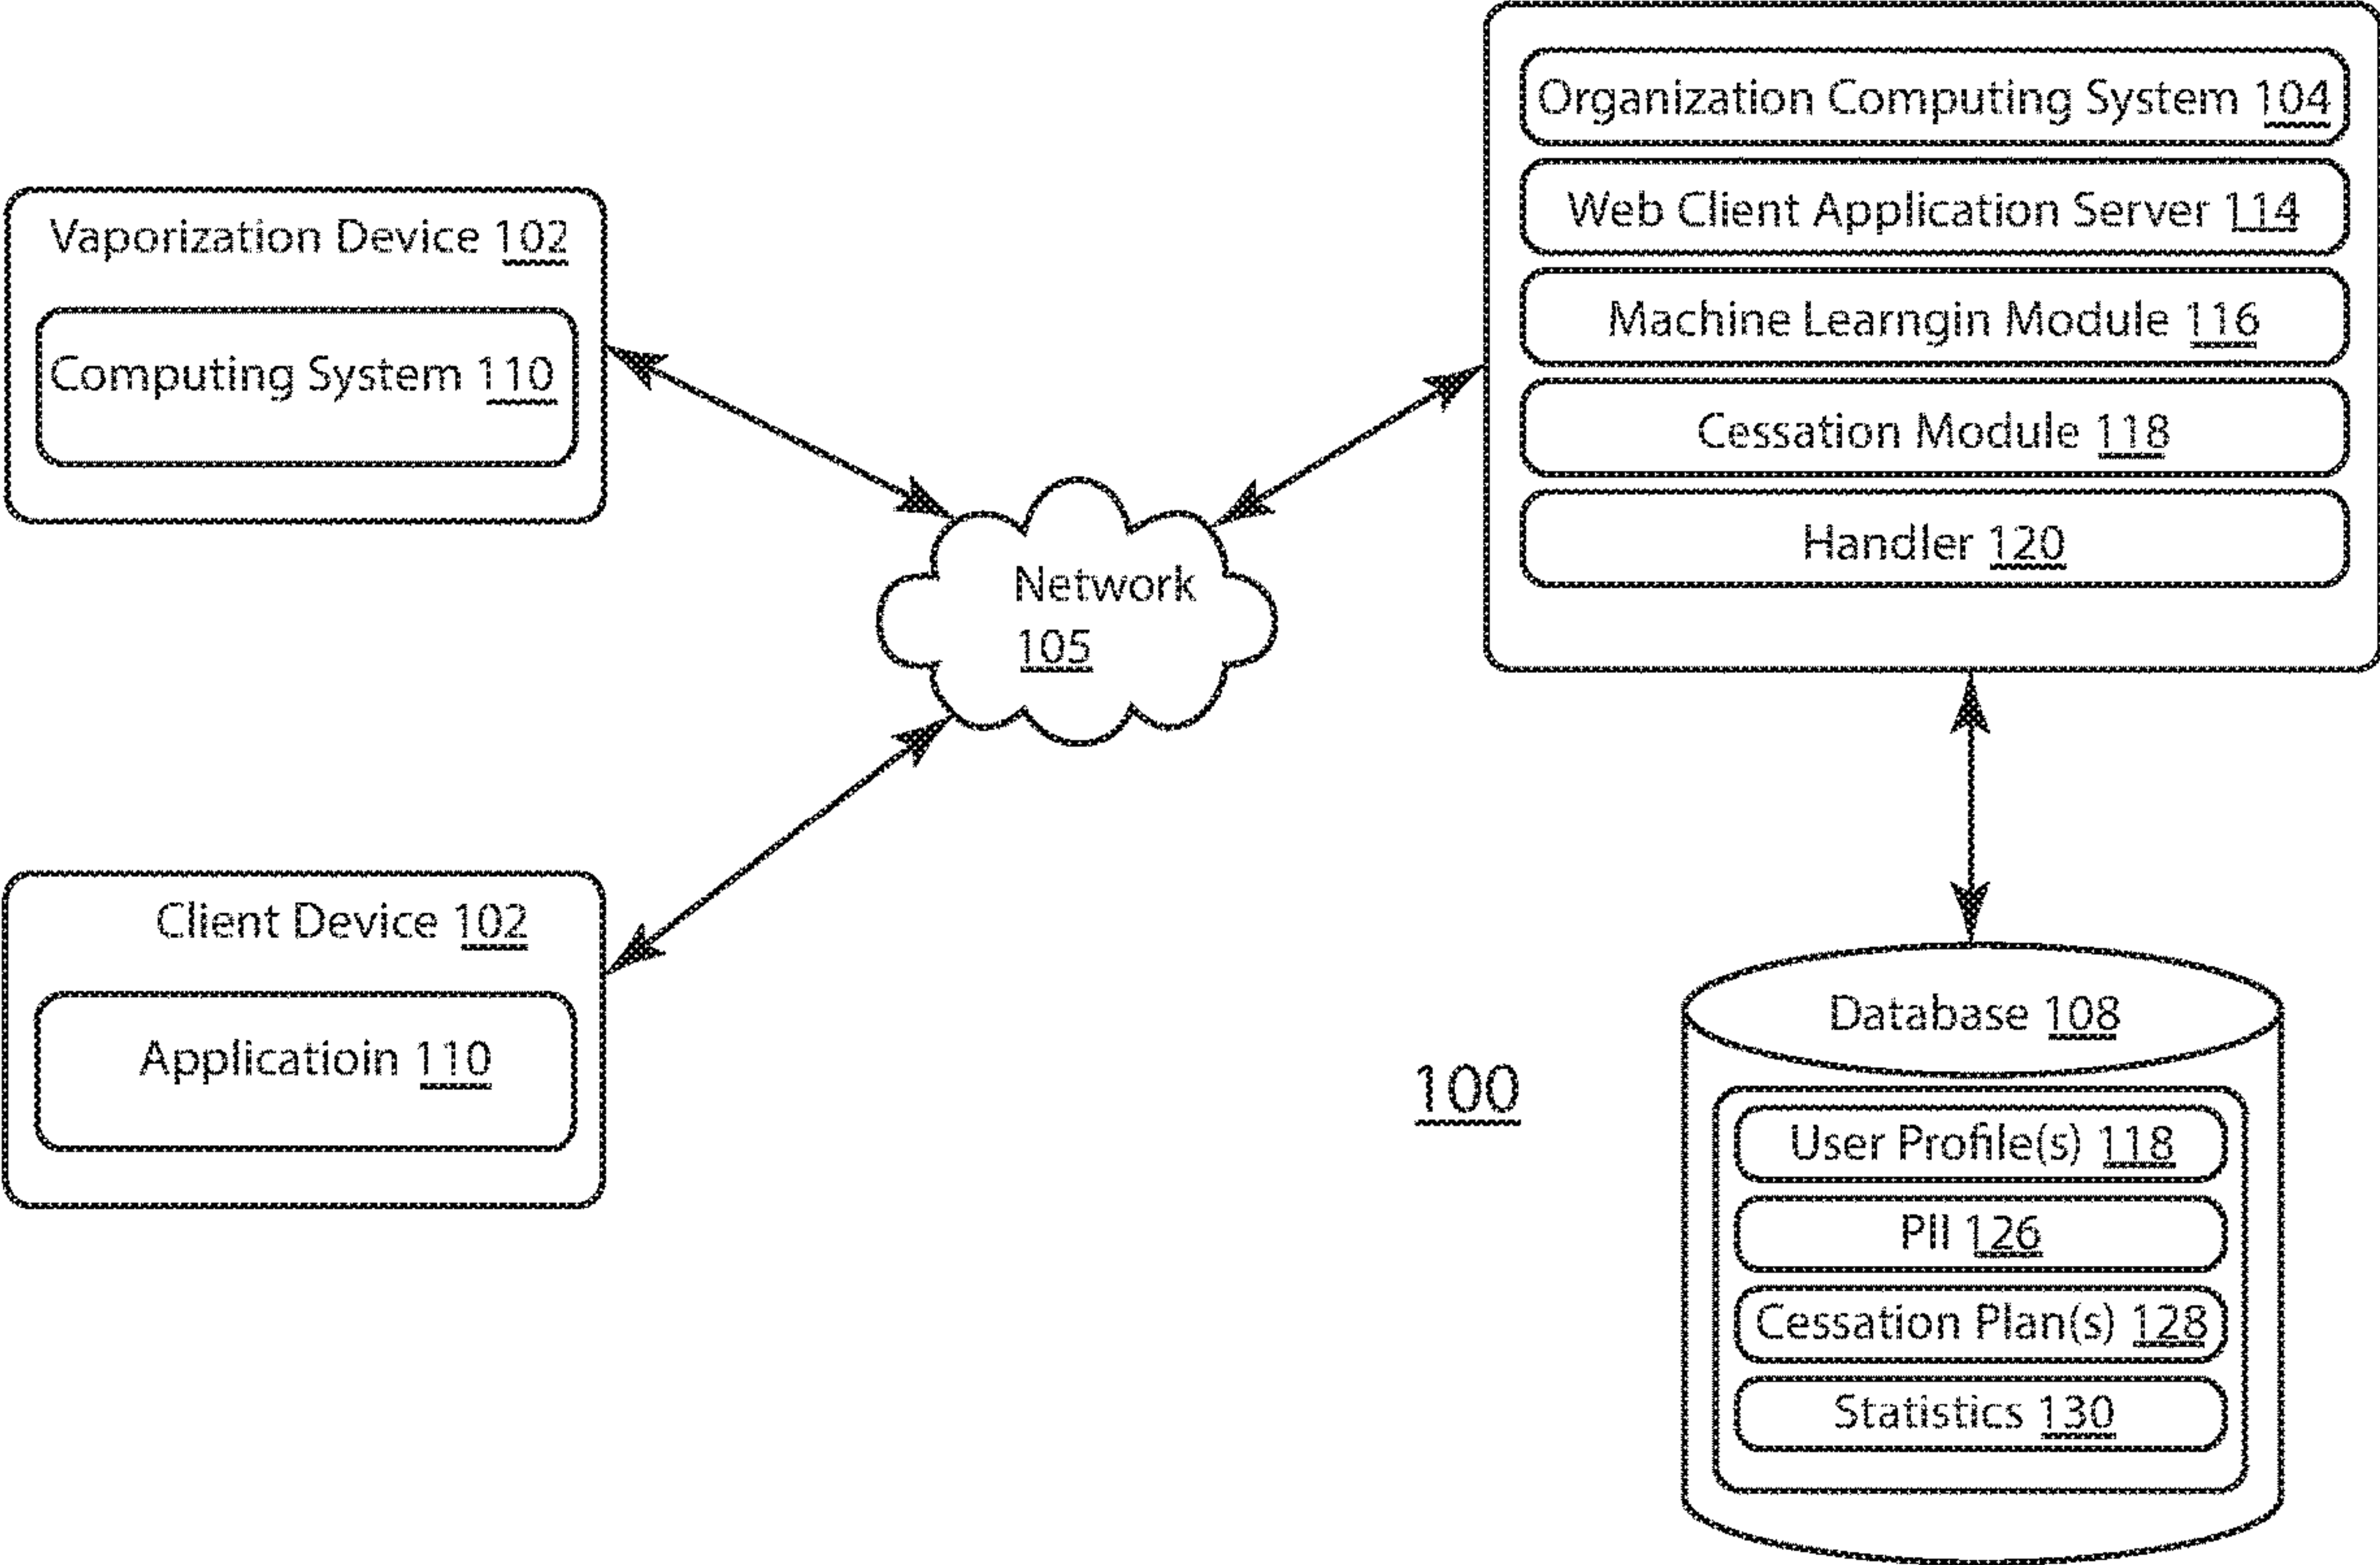 Organization Computing System 104
Web Client Application Server 114
Machine Learngin Module 116
Cessation Module 118
Handler 120
Vaporization Device 102
Computing System 110
Network
105
Client Device 102
Applicatioin 110
100
Database 108
User Profile(s) 118
PII 126
Cessation Plan(s) 128
Statistics 130